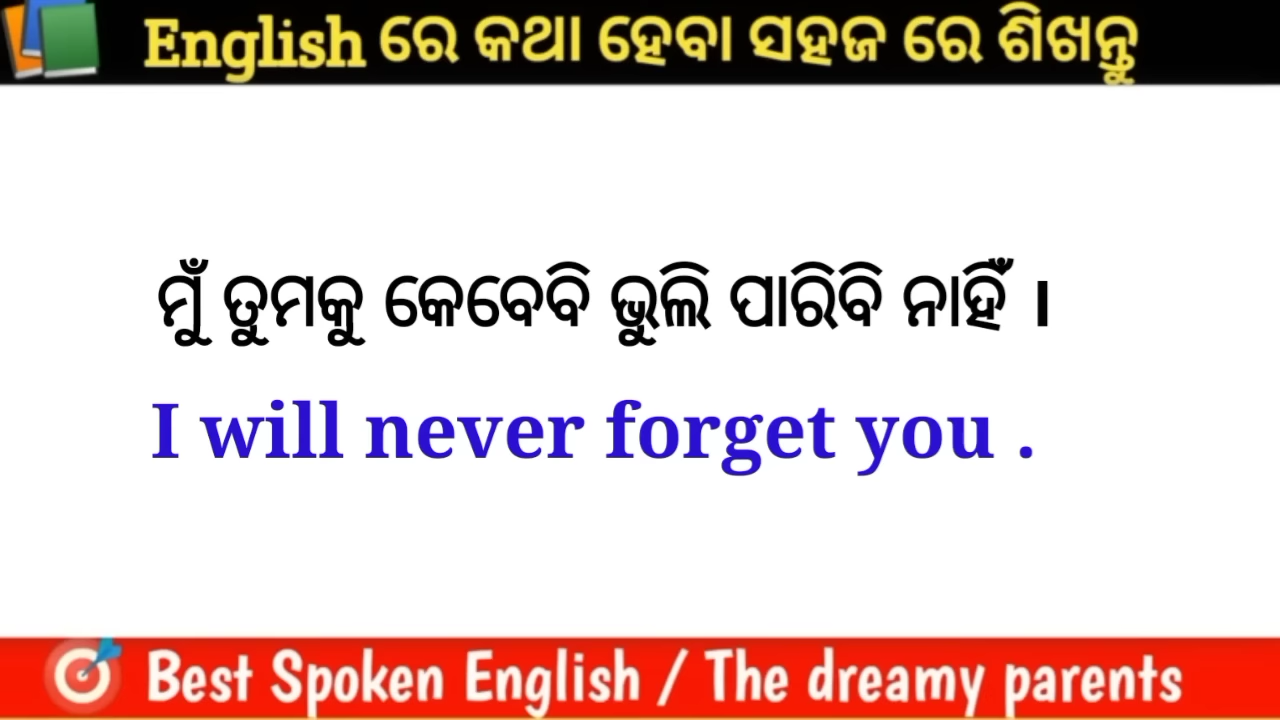 English ରେ କଥା ହେବା ସହଜ ରେ ଶିଖନ୍ତୁ
ମୁଁ ତୁମକୁ କେବେବି ଭୁଲି ପାରିବି ନାହିଁ ।
I will never forget you .
Best Spoken English / The dreamy parents